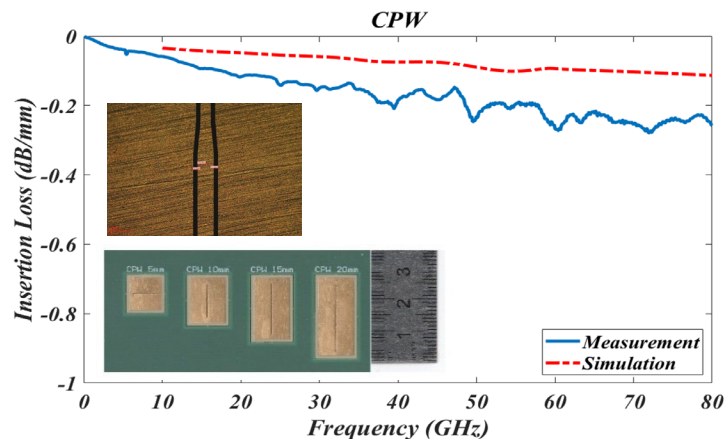 CPW
Insertion Loss (dB/mm)
0
-0.2
-0.4
-0.6
-0.8
-1
CPW 5mm CPW 10mm CPW 15mm CPW 20mm
3
2
1
Measurement
Simulation
0 10 20 30 40 50 60 70 80
Frequency (GHz)